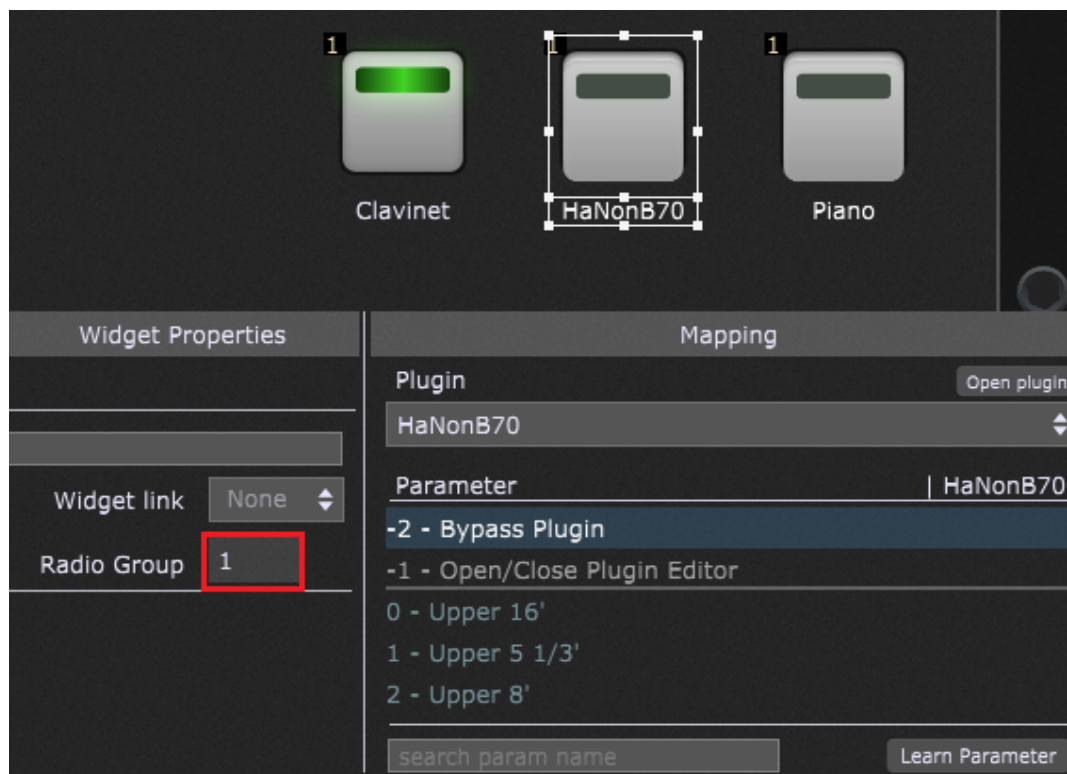 1 1 1
Clavinet HaNonB70 Piano
Widget Properties
Widget link None
Radio Group 1
Mapping
Plugin Open plugin
HaNonB70
Parameter | HaNonB70
-2 - Bypass Plugin
-1 - Open/Close Plugin Editor
0 - Upper 16'
1 - Upper 5 1/3'
2 - Upper 8'
search param name Learn Parameter